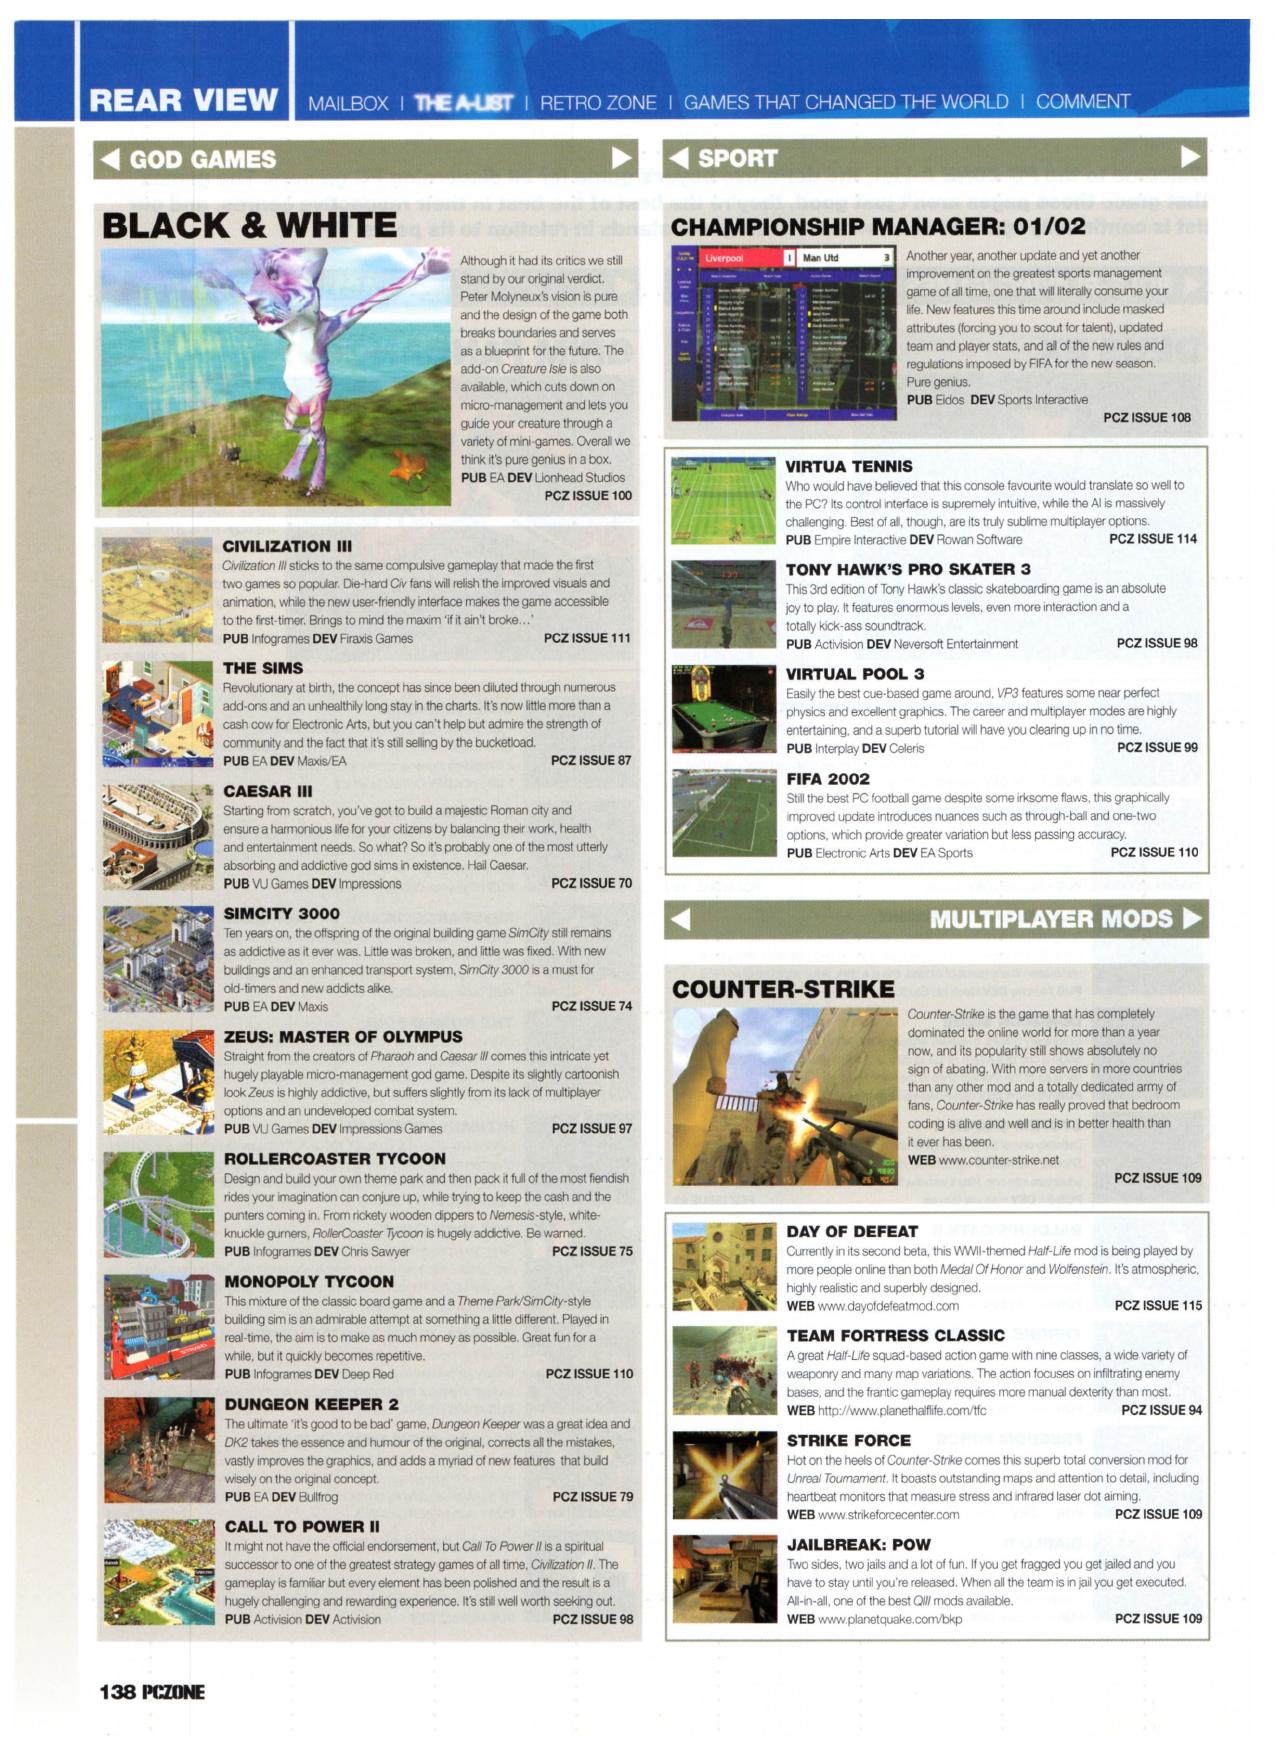 REAR VIEW
MAILBOX | THE A-LIST | RETRO ZONE | GAMES THAT CHANGED THE WORLD | COMMENT
GOD GAMES
BLACK & WHITE
Although it had its critics we still
stand by our original verdict.
Peter Molyneux's vision is pure
and the design of the game both
breaks boundaries and serves
as a blueprint for the future. The
add-on Creature Isle is also
available, which cuts down on
micro-management and lets you
guide your creature through a
variety of mini-games. Overall we
think it's pure genius in a box.
PUB EA DEV Lionhead Studios
PCZ ISSUE 100
CIVILIZATION III
Civilization III sticks to the same compulsive gameplay that made the first
two games so popular. Die-hard Civ fans will relish the improved visuals and
animation, while the new user-friendly interface makes the game accessible
to the first-timer. Brings to mind the maxim 'if it ain't broke...'
PUB Infogrames DEV Firaxis Games PCZ ISSUE 111
THE SIMS
Revolutionary at birth, the concept has since been diluted through numerous
add-ons and an unhealthily long stay in the charts. It's now little more than a
cash cow for Electronic Arts, but you can't help but admire the strength of
community and the fact that it's still selling by the bucketload.
PUB EA DEV Maxis/EA PCZ ISSUE 87
CAESAR III
Starting from scratch, you've got to build a majestic Roman city and
ensure a harmonious life for your citizens by balancing their work, health
and entertainment needs. So what? So it's probably one of the most utterly
absorbing and addictive god sims in existence. Hail Caesar.
PUB VU Games DEV Impressions PCZ ISSUE 70
SIMCITY 3000
Ten years on, the offspring of the original building game SimCity still remains
as addictive as it ever was. Little was broken, and little was fixed. With new
buildings and an enhanced transport system, SimCity 3000 is a must for
old-timers and new addicts alike.
PUB EA DEV Maxis PCZ ISSUE 74
ZEUS: MASTER OF OLYMPUS
Straight from the creators of Pharaoh and Caesar III comes this intricate yet
hugely playable micro-management god game. Despite its slightly cartoonish
look Zeus is highly addictive, but suffers slightly from its lack of multiplayer
options and an undeveloped combat system.
PUB VU Games DEV Impressions Games PCZ ISSUE 97
ROLLERCOASTER TYCOON
Design and build your own theme park and then pack it full of the most fiendish
rides your imagination can conjure up, while trying to keep the cash and the
punters coming in. From rickety wooden dippers to Nemesis-style, white-
knuckle gurners, RollerCoaster Tycoon is hugely addictive. Be warned.
PUB Infogrames DEV Chris Sawyer PCZ ISSUE 75
MONOPOLY TYCOON
This mixture of the classic board game and a Theme Park/SimCity-style
building sim is an admirable attempt at something a little different. Played in
real-time, the aim is to make as much money as possible. Great fun for a
while, but it quickly becomes repetitive.
PUB Infogrames DEV Deep Red PCZ ISSUE 110
DUNGEON KEEPER 2
The ultimate 'it's good to be bad' game, Dungeon Keeper was a great idea and
DK2 takes the essence and humour of the original, corrects all the mistakes,
vastly improves the graphics, and adds a myriad of new features that build
wisely on the original concept.
PUB EA DEV Bullfrog PCZ ISSUE 79
CALL TO POWER II
It might not have the official endorsement, but Call To Power II is a spiritual
successor to one of the greatest strategy games of all time, Civilization II. The
gameplay is familiar but every element has been polished and the result is a
hugely challenging and rewarding experience. It's still well worth seeking out.
PUB Activision DEV Activision PCZ ISSUE 98
SPORT
CHAMPIONSHIP MANAGER: 01/02
Liverpool 1 Man Utd 3
Another year, another update and yet another
improvement on the greatest sports management
game of all time, one that will literally consume your
life. New features this time around include masked
attributes (forcing you to scout for talent), updated
team and player stats, and all of the new rules and
regulations imposed by FIFA for the new season.
Pure genius.
PUB Eidos DEV Sports Interactive
PCZ ISSUE 108
VIRTUA TENNIS
Who would have believed that this console favourite would translate so well to
the PC? Its control interface is supremely intuitive, while the AI is massively
challenging. Best of all, though, are its truly sublime multiplayer options.
PUB Empire Interactive DEV Rowan Software PCZ ISSUE 114
TONY HAWK'S PRO SKATER 3
This 3rd edition of Tony Hawk's classic skateboarding game is an absolute
joy to play. It features enormous levels, even more interaction and a
totally kick-ass soundtrack.
PUB Activision DEV Neversoft Entertainment PCZ ISSUE 98
VIRTUAL POOL 3
Easily the best cue-based game around, VP3 features some near perfect
physics and excellent graphics. The career and multiplayer modes are highly
entertaining, and a superb tutorial will have you clearing up in no time.
PUB Interplay DEV Celeris PCZ ISSUE 99
FIFA 2002
Still the best PC football game despite some irksome flaws, this graphically
improved update introduces nuances such as through-ball and one-two
options, which provide greater variation but less passing accuracy.
PUB Electronic Arts DEV EA Sports PCZ ISSUE 110
MULTIPLAYER MODS
COUNTER-STRIKE
Counter-Strike is the game that has completely
dominated the online world for more than a year
now, and its popularity still shows absolutely no
sign of abating. With more servers in more countries
than any other mod and a totally dedicated army of
fans, Counter-Strike has really proved that bedroom
coding is alive and well and is in better health than
it ever has been.
WEB www.counter-strike.net
PCZ ISSUE 109
DAY OF DEFEAT
Currently in its second beta, this WWII-themed Half-Life mod is being played by
more people online than both Medal Of Honor and Wolfenstein. It's atmospheric,
highly realistic and superbly designed.
WEB www.dayofdefeatmod.com PCZ ISSUE 115
TEAM FORTRESS CLASSIC
A great Half-Life squad-based action game with nine classes, a wide variety of
weaponry and many map variations. The action focuses on infiltrating enemy
bases, and the frantic gameplay requires more manual dexterity than most.
WEB http://www.planethalflife.com/tfc PCZ ISSUE 94
STRIKE FORCE
Hot on the heels of Counter-Strike comes this superb total conversion mod for
Unreal Tournament. It boasts outstanding maps and attention to detail, including
heartbeat monitors that measure stress and infrared laser dot aiming.
WEB www.strikeforcecenter.com PCZ ISSUE 109
JAILBREAK: POW
Two sides, two jails and a lot of fun. If you get fragged you get jailed and you
have to stay until you're released. When all the team is in jail you get executed.
All-in-all, one of the best QIII mods available.
WEB www.planetquake.com/bkp PCZ ISSUE 109
138 PCZONE